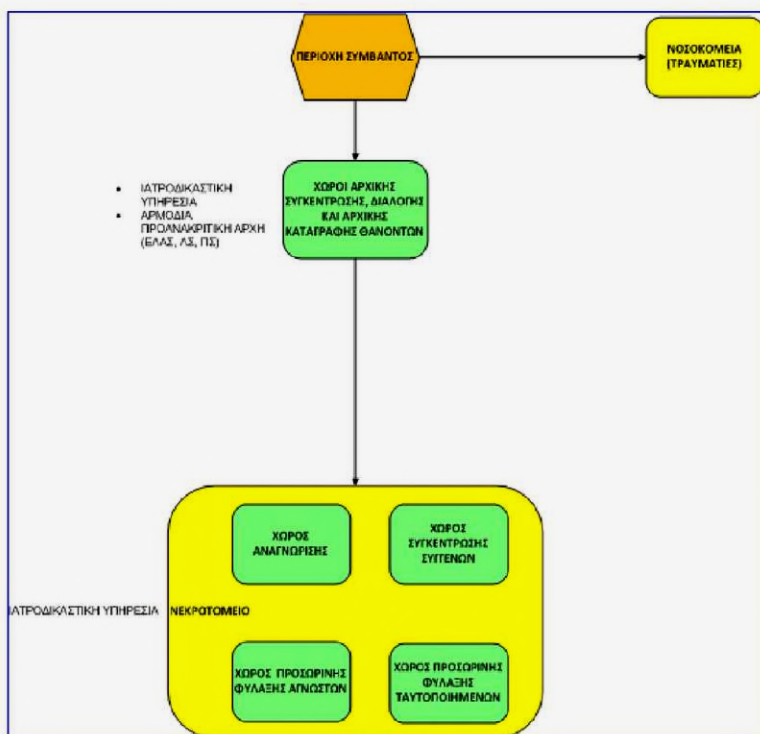 ΠΕΡΙΟΧΗ ΣΥΜΒΑΝΤΟΣ
ΝΟΣΟΚΟΜΕΙΑ
(ΤΡΑΥΜΑΤΙΕΣ)
• ΙΑΤΡΟΔΙΚΑΣΤΙΚΗ
ΥΠΗΡΕΣΙΑ
• ΑΡΜΟΔΙΑ
ΠΡΟΑΝΑΚΡΙΤΙΚΗ ΑΡΧΗ
(ΕΛΑΣ, ΛΣ, ΠΣ)
ΧΩΡΟΙ ΑΡΧΙΚΗΣ
ΣΥΓΚΕΝΤΡΩΣΗΣ, ΔΙΑΛΟΓΗΣ
ΚΑΙ ΑΡΧΙΚΗΣ
ΚΑΤΑΓΡΑΦΗΣ ΘΑΝΟΝΤΩΝ
ΧΩΡΟΣ
ΑΝΑΓΝΩΡΙΣΗΣ
ΧΩΡΟΣ
ΣΥΓΚΕΝΤΡΩΣΗΣ
ΣΥΓΓΕΝΩΝ
ΙΑΤΡΟΔΙΚΑΣΤΙΚΗ ΥΠΗΡΕΣΙΑ
ΝΕΚΡΟΤΟΜΕΙΟ
ΧΩΡΟΣ ΠΡΟΣΩΡΙΝΗΣ
ΦΥΛΑΞΗΣ ΑΓΝΩΣΤΩΝ
ΧΩΡΟΣ ΠΡΟΣΩΡΙΝΗΣ
ΦΥΛΑΞΗΣ
ΤΑΥΤΟΠΟΙΗΜΕΝΩΝ